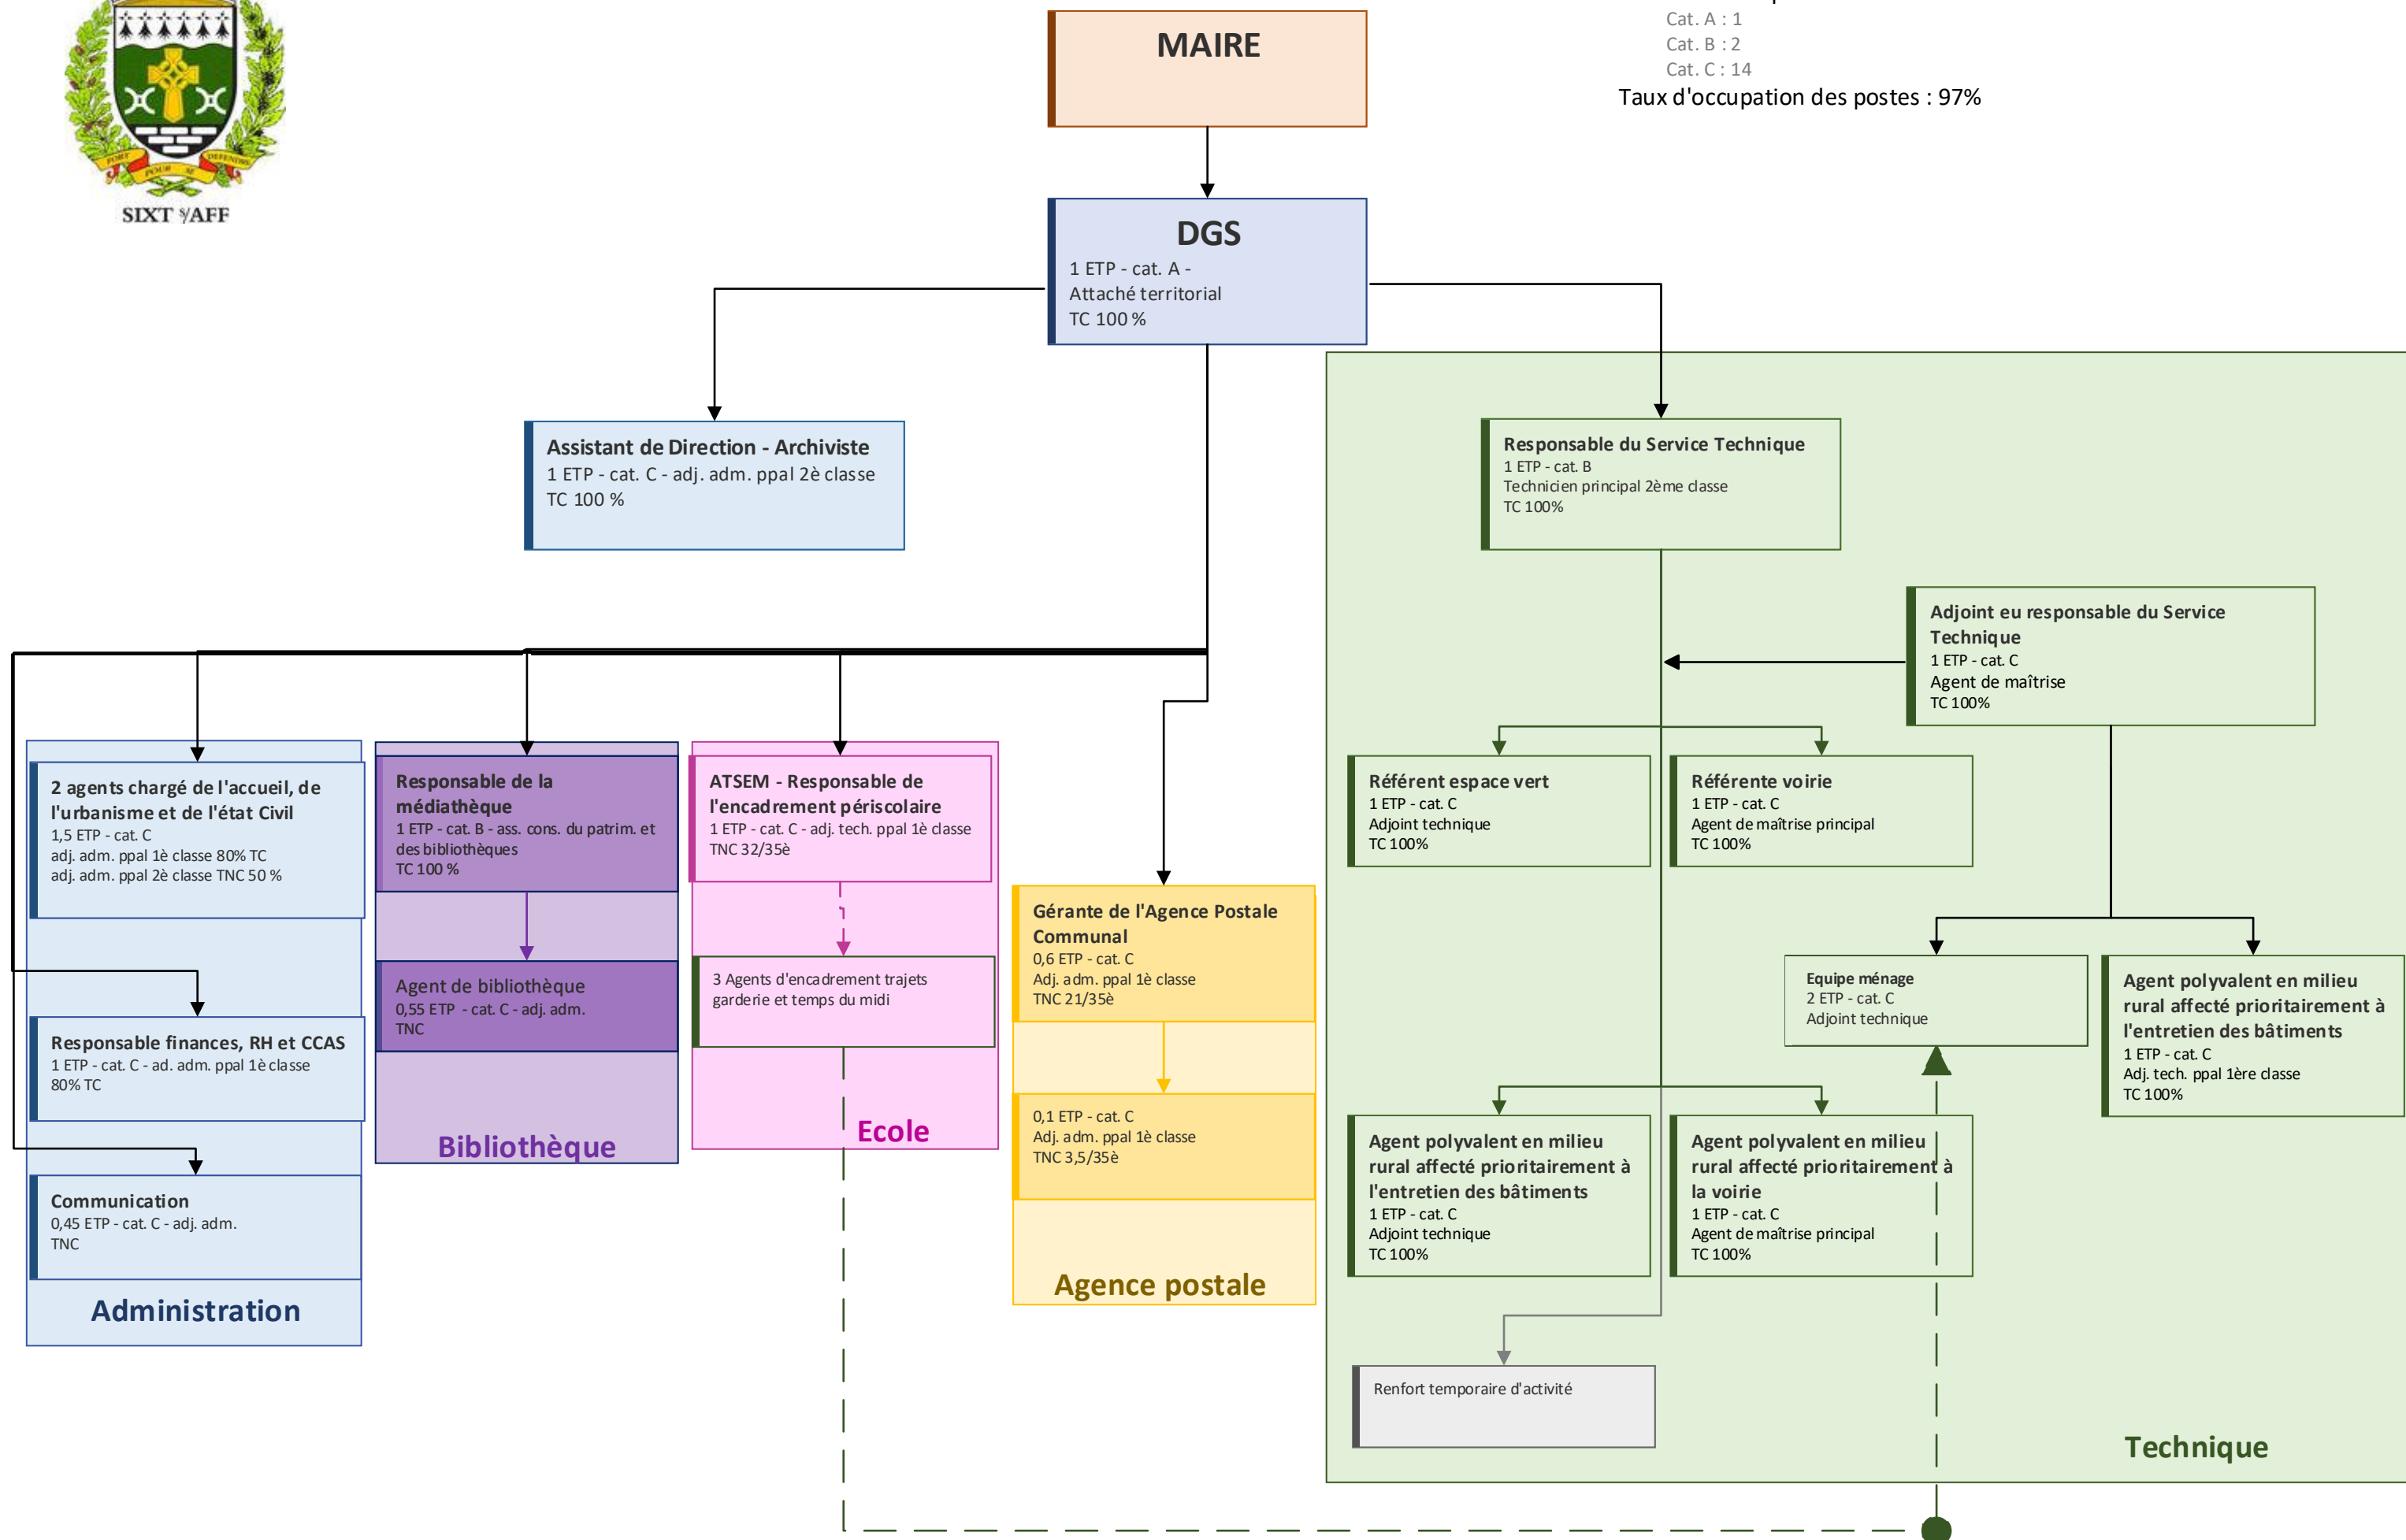 FORT
POUR SE
DEFENDRE
SIXT s/AFF
MAIRE
Cat. A : 1
Cat. B : 2
Cat. C : 14
Taux d'occupation des postes : 97%
DGS
1 ETP - cat. A -
Attaché territorial
TC 100 %
Assistant de Direction - Archiviste
1 ETP - cat. C - adj. adm. ppal 2è classe
TC 100 %
Responsable du Service Technique
1 ETP - cat. B
Technicien principal 2ème classe
TC 100%
Adjoint eu responsable du Service
Technique
1 ETP - cat. C
Agent de maîtrise
TC 100%
2 agents chargé de l'accueil, de
l'urbanisme et de l'état Civil
1,5 ETP - cat. C
adj. adm. ppal 1è classe 80% TC
adj. adm. ppal 2è classe TNC 50 %
Responsable finances, RH et CCAS
1 ETP - cat. C - ad. adm. ppal 1è classe
80% TC
Communication
0,45 ETP - cat. C - adj. adm.
TNC
Administration
Responsable de la
médiathèque
1 ETP - cat. B - ass. cons. du patrim. et
des bibliothèques
TC 100 %
Agent de bibliothèque
0,55 ETP - cat. C - adj. adm.
TNC
Bibliothèque
ATSEM - Responsable de
l'encadrement périscolaire
1 ETP - cat. C - adj. tech. ppal 1è classe
TNC 32/35è
3 Agents d'encadrement trajets
garderie et temps du midi
Ecole
Gérante de l'Agence Postale
Communal
0,6 ETP - cat. C
Adj. adm. ppal 1è classe
TNC 21/35è
0,1 ETP - cat. C
Adj. adm. ppal 1è classe
TNC 3,5/35è
Agence postale
Référent espace vert
1 ETP - cat. C
Adjoint technique
TC 100%
Référente voirie
1 ETP - cat. C
Agent de maîtrise principal
TC 100%
Equipe ménage
2 ETP - cat. C
Adjoint technique
Agent polyvalent en milieu
rural affecté prioritairement à
l'entretien des bâtiments
1 ETP - cat. C
Adj. tech. ppal 1ère classe
TC 100%
Agent polyvalent en milieu
rural affecté prioritairement à
l'entretien des bâtiments
1 ETP - cat. C
Adjoint technique
TC 100%
Agent polyvalent en milieu
rural affecté prioritairement à
la voirie
1 ETP - cat. C
Agent de maîtrise principal
TC 100%
Renfort temporaire d'activité
Technique